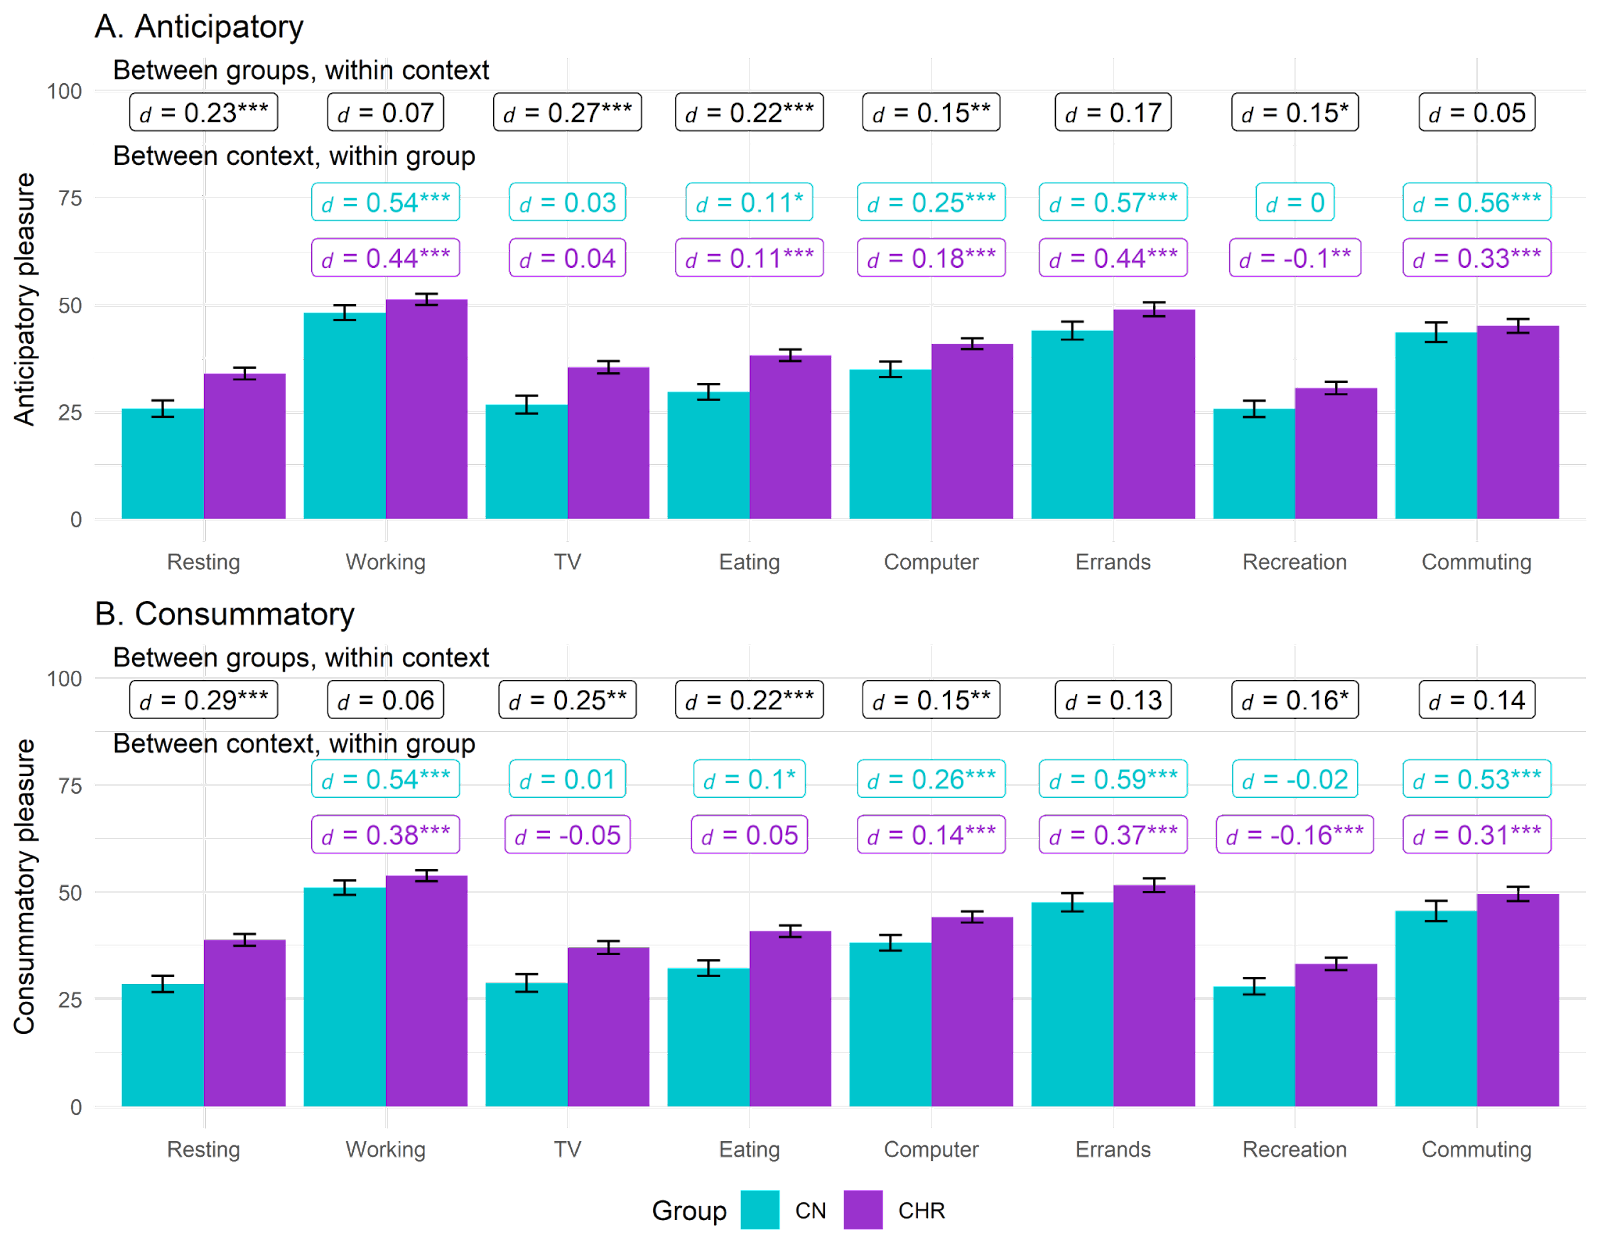 A. Anticipatory
Between groups, within context
d = 0.23*** d = 0.07 d = 0.27*** d = 0.22*** d = 0.15** d = 0.17 d = 0.15* d = 0.05
Between context, within group
d = 0.54*** d = 0.03 d = 0.11* d = 0.25*** d = 0.57*** d = 0 d = 0.56***
d = 0.44*** d = 0.04 d = 0.11*** d = 0.18*** d = 0.44*** d = -0.1** d = 0.33***
100
75
50
25
0
Anticipatory pleasure
Resting Working TV Eating Computer Errands Recreation Commuting
B. Consummatory
Between groups, within context
d = 0.29*** d = 0.06 d = 0.25** d = 0.22*** d = 0.15** d = 0.13 d = 0.16* d = 0.14
Between context, within group
d = 0.54*** d = 0.01 d = 0.1* d = 0.26*** d = 0.59*** d = -0.02 d = 0.53***
d = 0.38*** d = -0.05 d = 0.05 d = 0.14*** d = 0.37*** d = -0.16*** d = 0.31***
100
75
50
25
0
Consummatory pleasure
Resting Working TV Eating Computer Errands Recreation Commuting
Group CN CHR